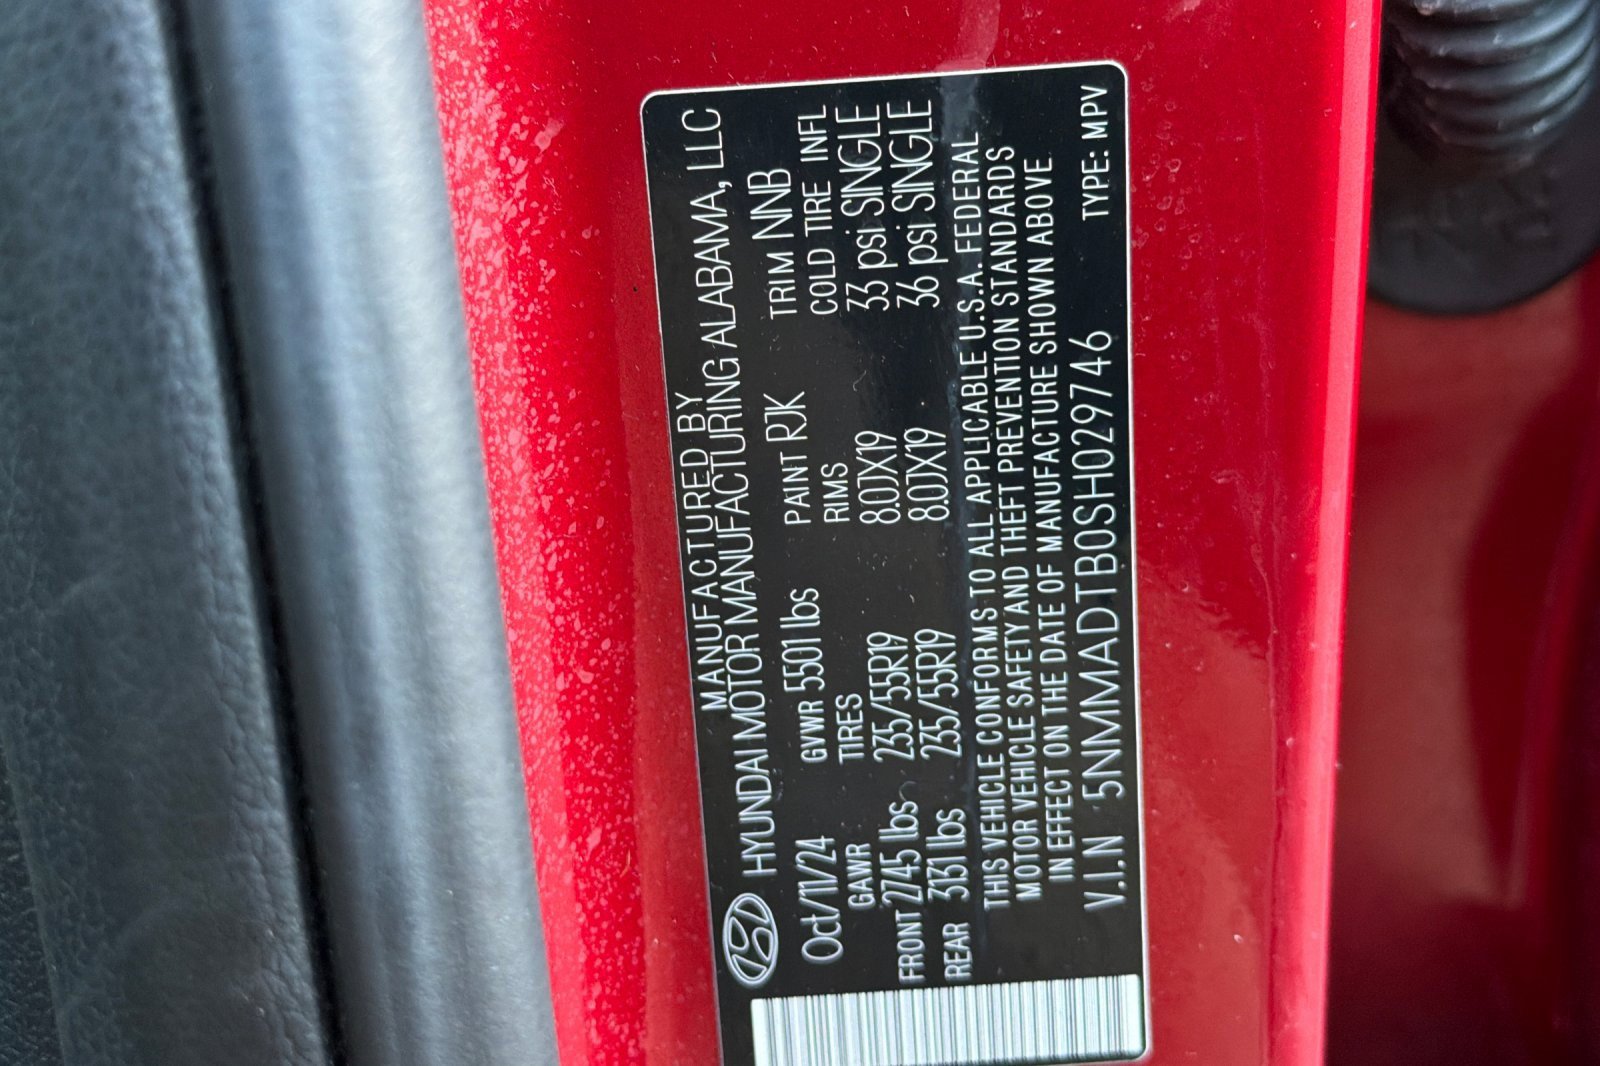 MANUFACTURED BY
HYUNDAI MOTOR MANUFACTURING ALABAMA, LLC
Oct/11/24 GVWR 5501 lbs PAINT RJK TRIM NNB
GAWR TIRES RIMS COLD TIRE INFL
FRONT 2745 lbs 235/55R19 8.0JX19 33 psi SINGLE
REAR 3131 lbs 235/55R19 8.0JX19 36 psi SINGLE
THIS VEHICLE CONFORMS TO ALL APPLICABLE U.S.A. FEDERAL
MOTOR VEHICLE SAFETY AND THEFT PREVENTION STANDARDS
IN EFFECT ON THE DATE OF MANUFACTURE SHOWN ABOVE
V.I.N 5NMMADTB0SH029746 TYPE: MPV